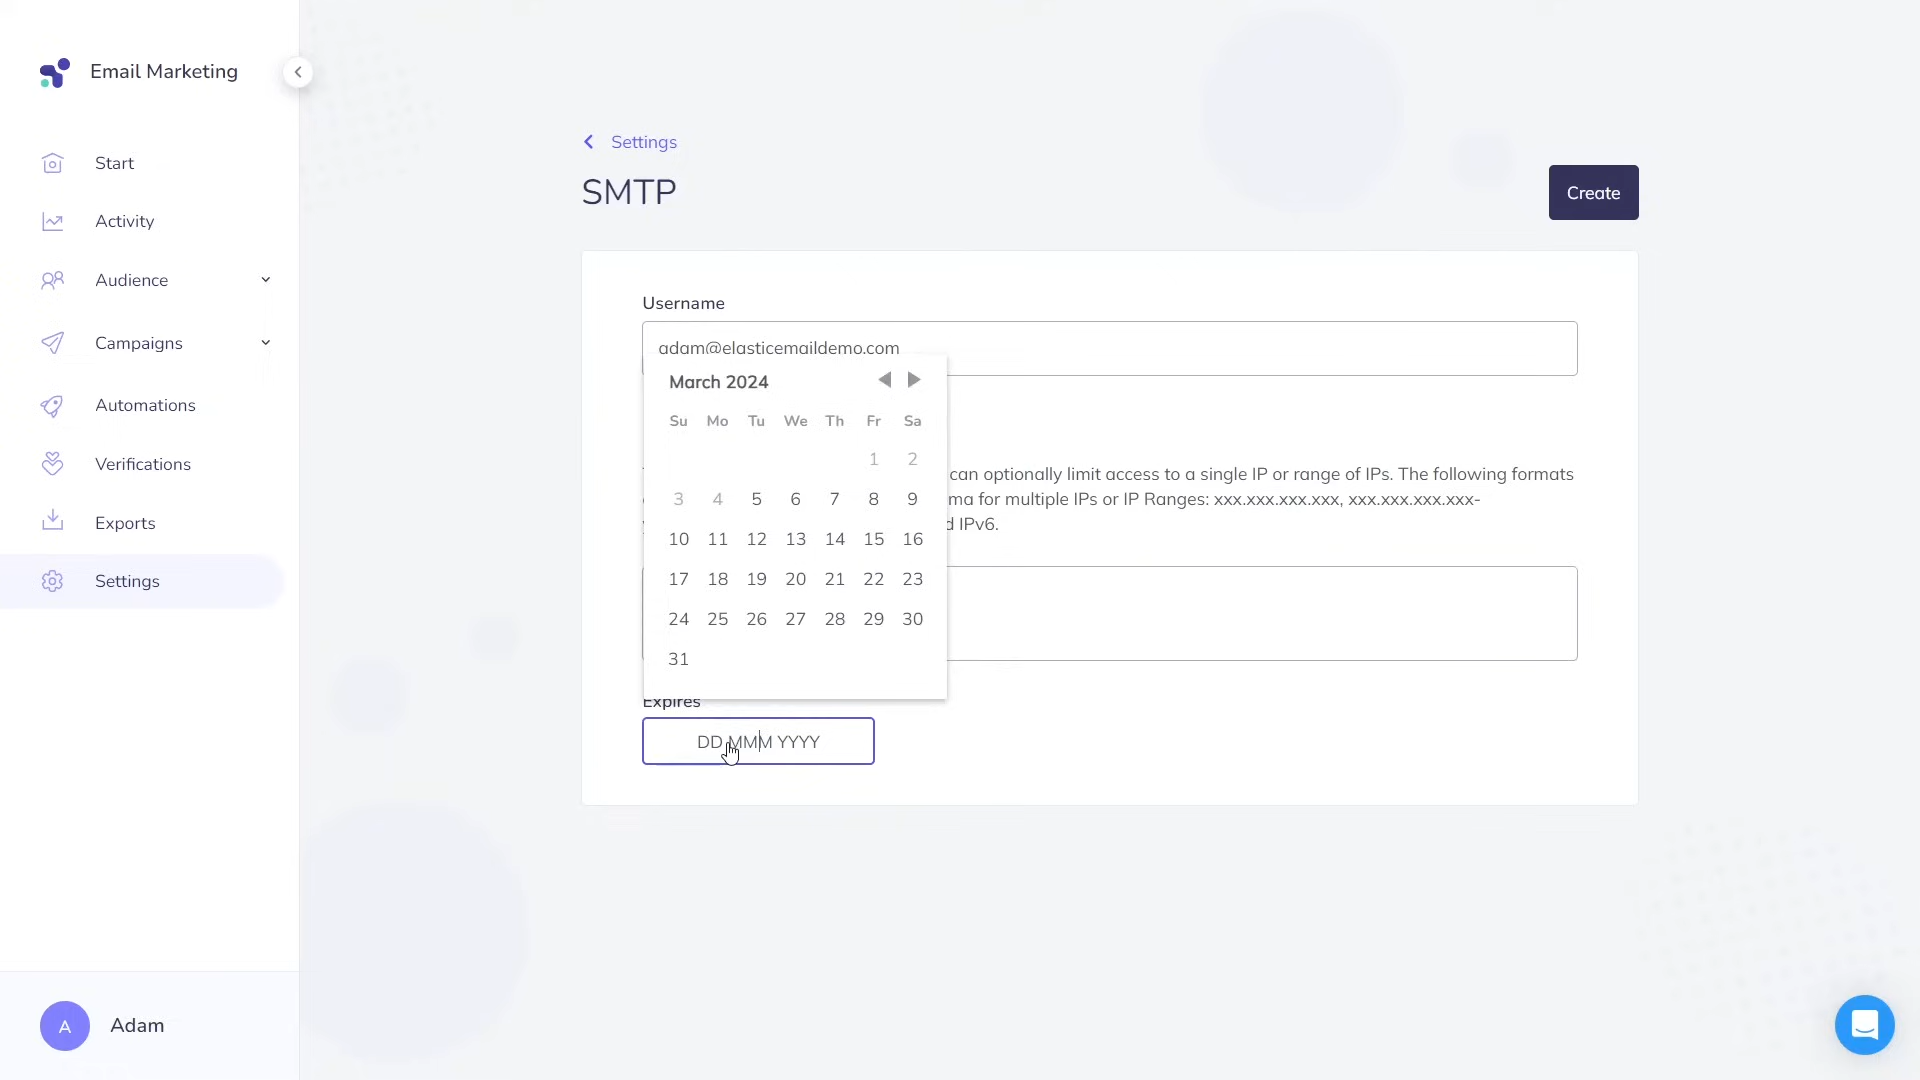 Email Marketing
Start
Activity
Audience
Campaigns
Automations
Verifications
Exports
Settings
A
Adam
Settings
SMTP
Create
Username
adam@elasticemaildemo.com
March 2024
Su Mo Tu We Th Fr Sa
1 2
3 4 5 6 7 8 9
10 11 12 13 14 15 16
17 18 19 20 21 22 23
24 25 26 27 28 29 30
31
can optionally limit access to a single IP or range of IPs. The following formats
for multiple IPs or IP Ranges: xxx.xxx.xxx.xxx, xxx.xxx.xxx.xxx-
IPv6.
Expires
DD MMM YYYY